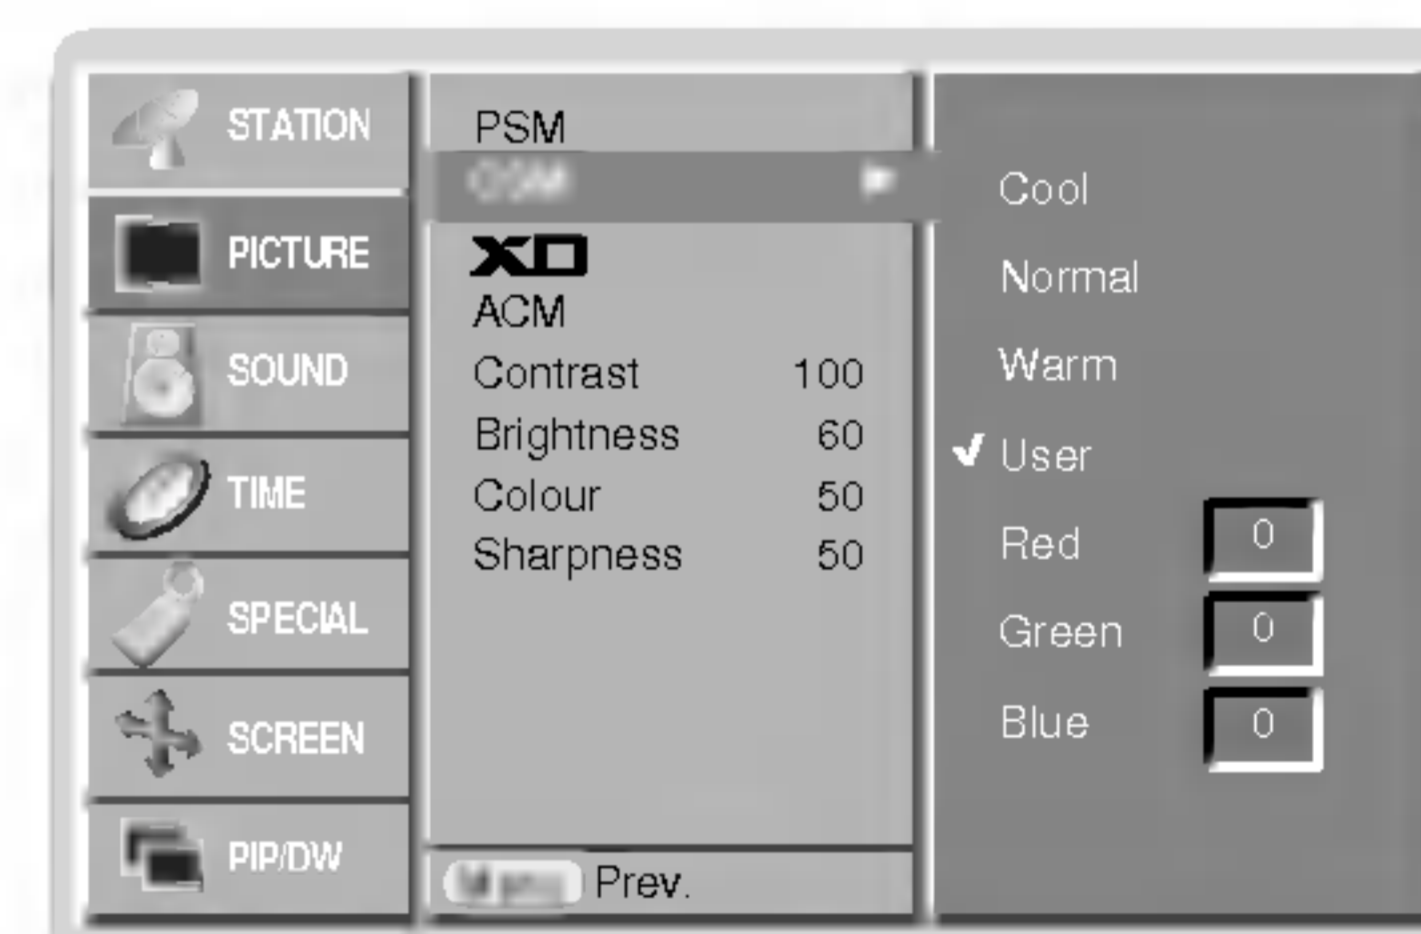 STATION
PICTURE
SOUND
TIME
SPECIAL
SCREEN
PIP/DW
PSM
XD
ACM
Contrast 100
Brightness 60
Colour 50
Sharpness 50
Prev.
Cool
Normal
Warm
User
Red 0
Green 0
Blue 0